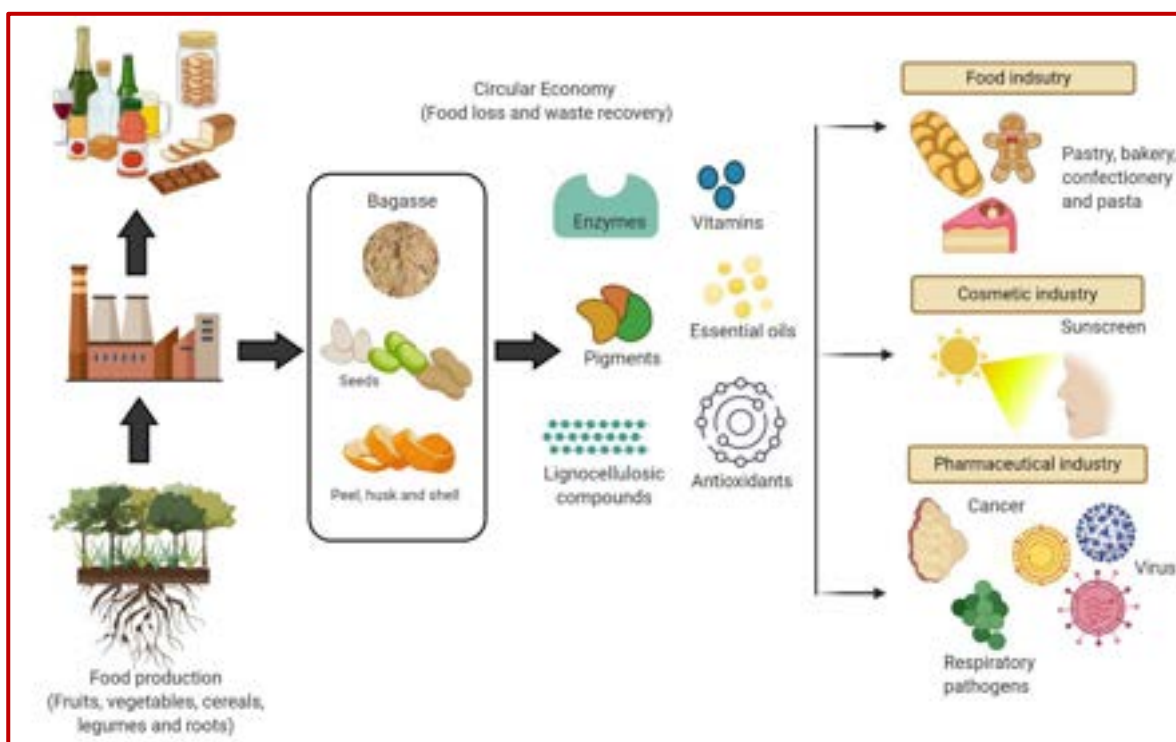 Circular Economy
(Food loss and waste recovery)
Bagasse
Seeds
Peel, husk and shell
Food production
(Fruits, vegetables, cereals,
legumes and roots)
Enzymes
Vitamins
Pigments
Essential oils
Lignocellulosic
compounds
Antioxidants
Food indsutry
Pastry, bakery,
confectionery
and pasta
Cosmetic industry
Sunscreen
Pharmaceutical industry
Cancer
Virus
Respiratory
pathogens